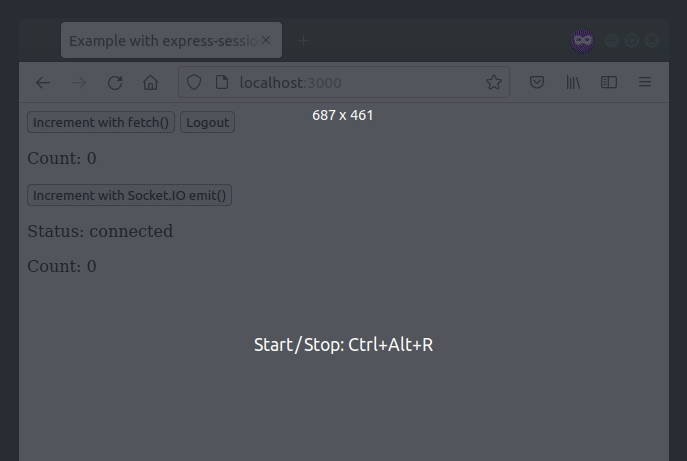 Example with express-sessio
localhost:3000
Increment with fetch() Logout
687 x 461
Count: 0
Increment with Socket.IO emit()
Status: connected
Count: 0
Start/Stop: Ctrl+Alt+R